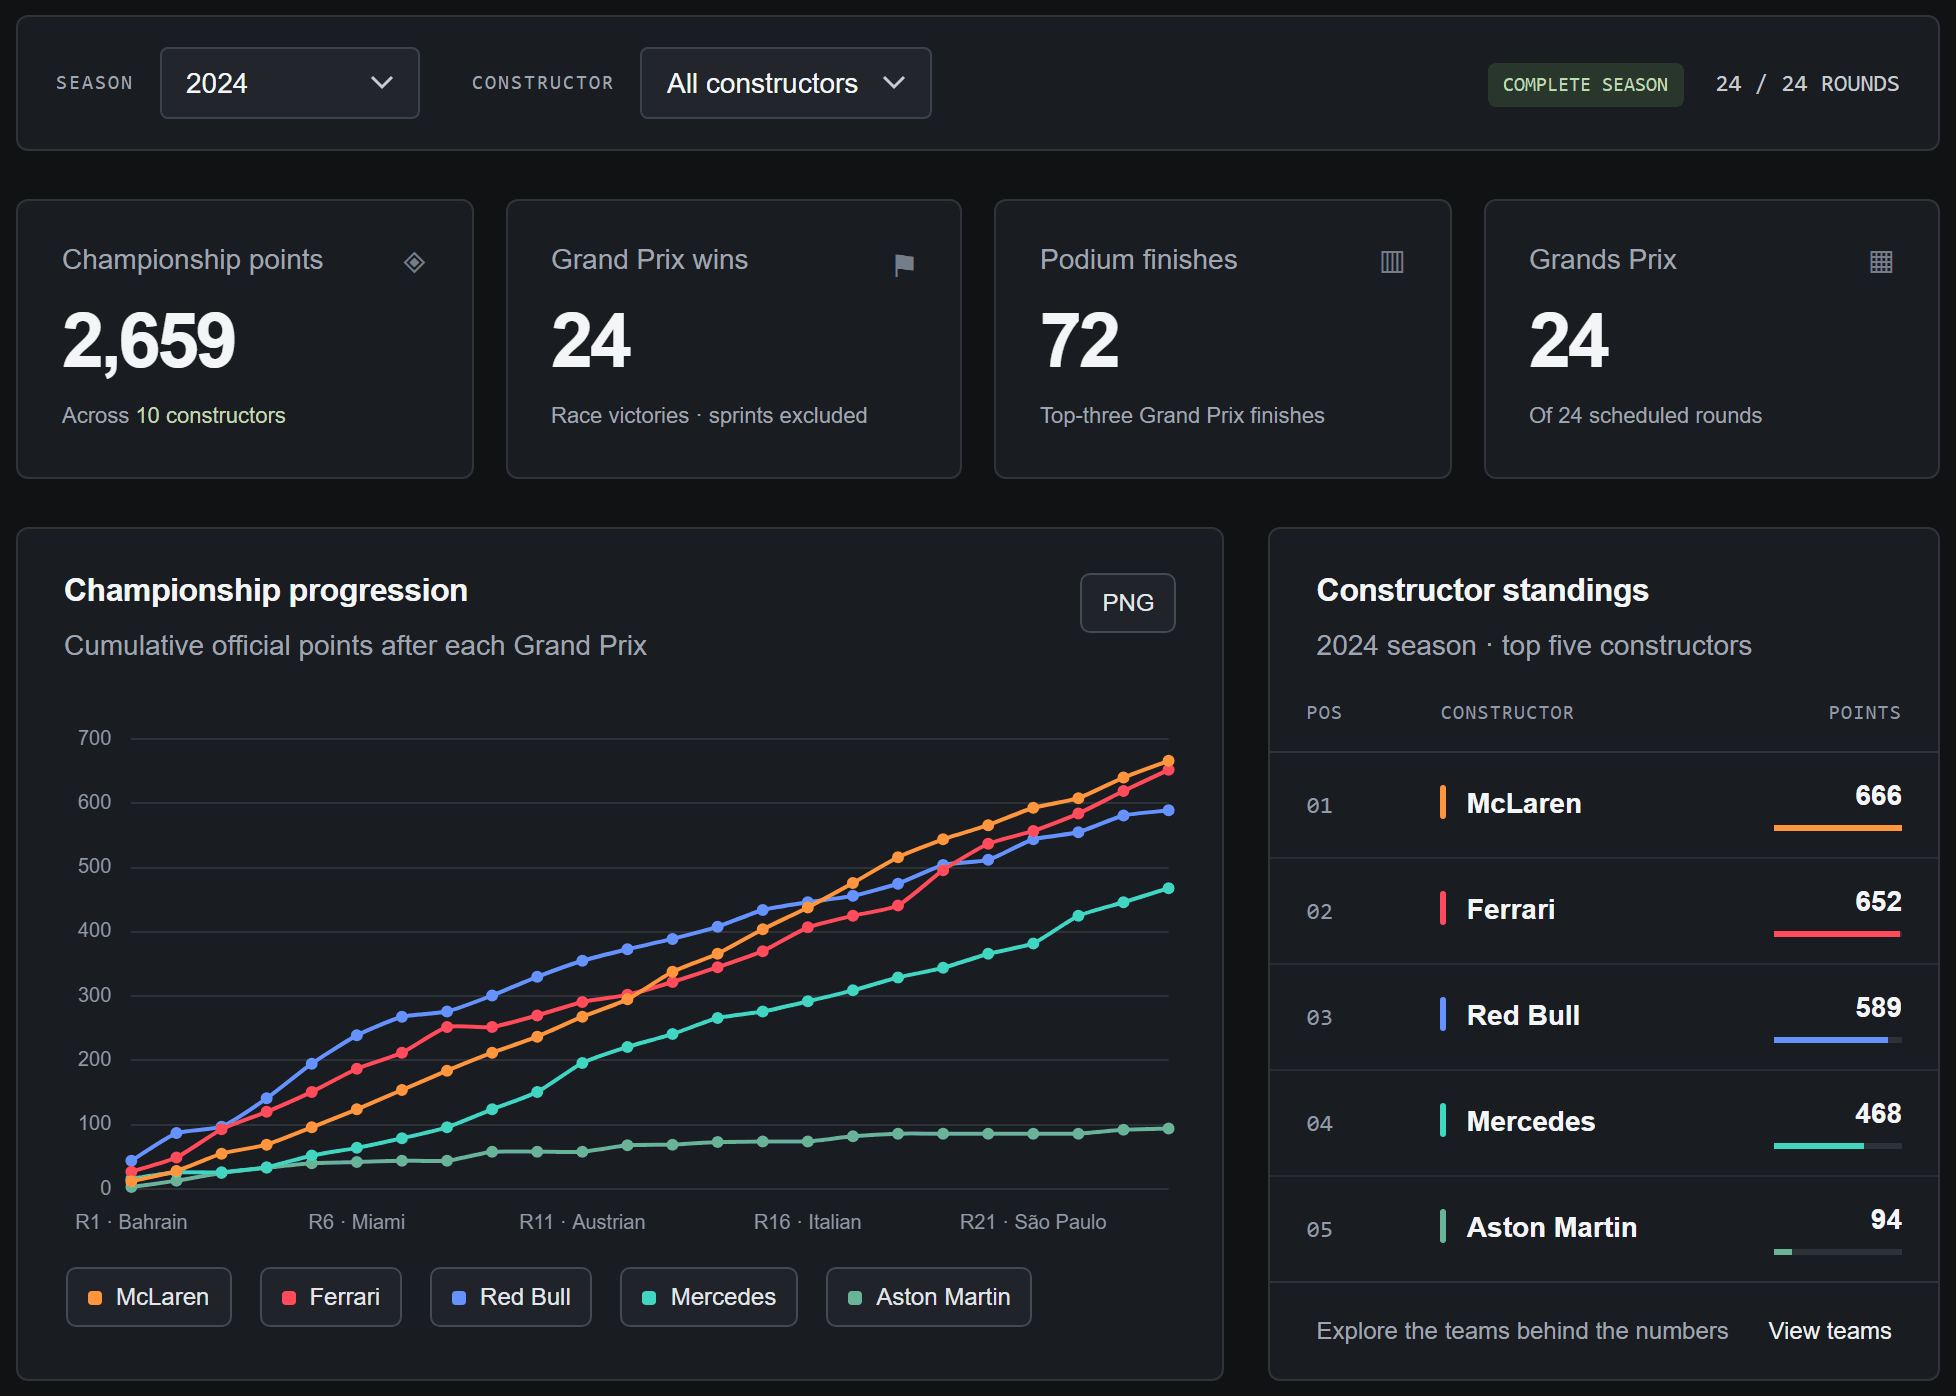 SEASON 2024 CONSTRUCTOR All constructors COMPLETE SEASON 24 / 24 ROUNDS
Championship points
2,659
Across 10 constructors
Grand Prix wins
24
Race victories · sprints excluded
Podium finishes
72
Top-three Grand Prix finishes
Grands Prix
24
Of 24 scheduled rounds
Championship progression
PNG
Cumulative official points after each Grand Prix
700
600
500
400
300
200
100
0
R1 · Bahrain R6 · Miami R11 · Austrian R16 · Italian R21 · São Paulo
McLaren Ferrari Red Bull Mercedes Aston Martin
Constructor standings
2024 season · top five constructors
POS CONSTRUCTOR POINTS
01 McLaren 666
02 Ferrari 652
03 Red Bull 589
04 Mercedes 468
05 Aston Martin 94
Explore the teams behind the numbers View teams